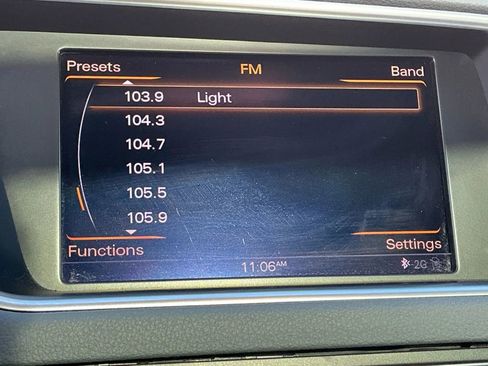 Presets FM Band
103.9 Light
104.3
104.7
105.1
105.5
105.9
Functions Settings
11:06AM 2G